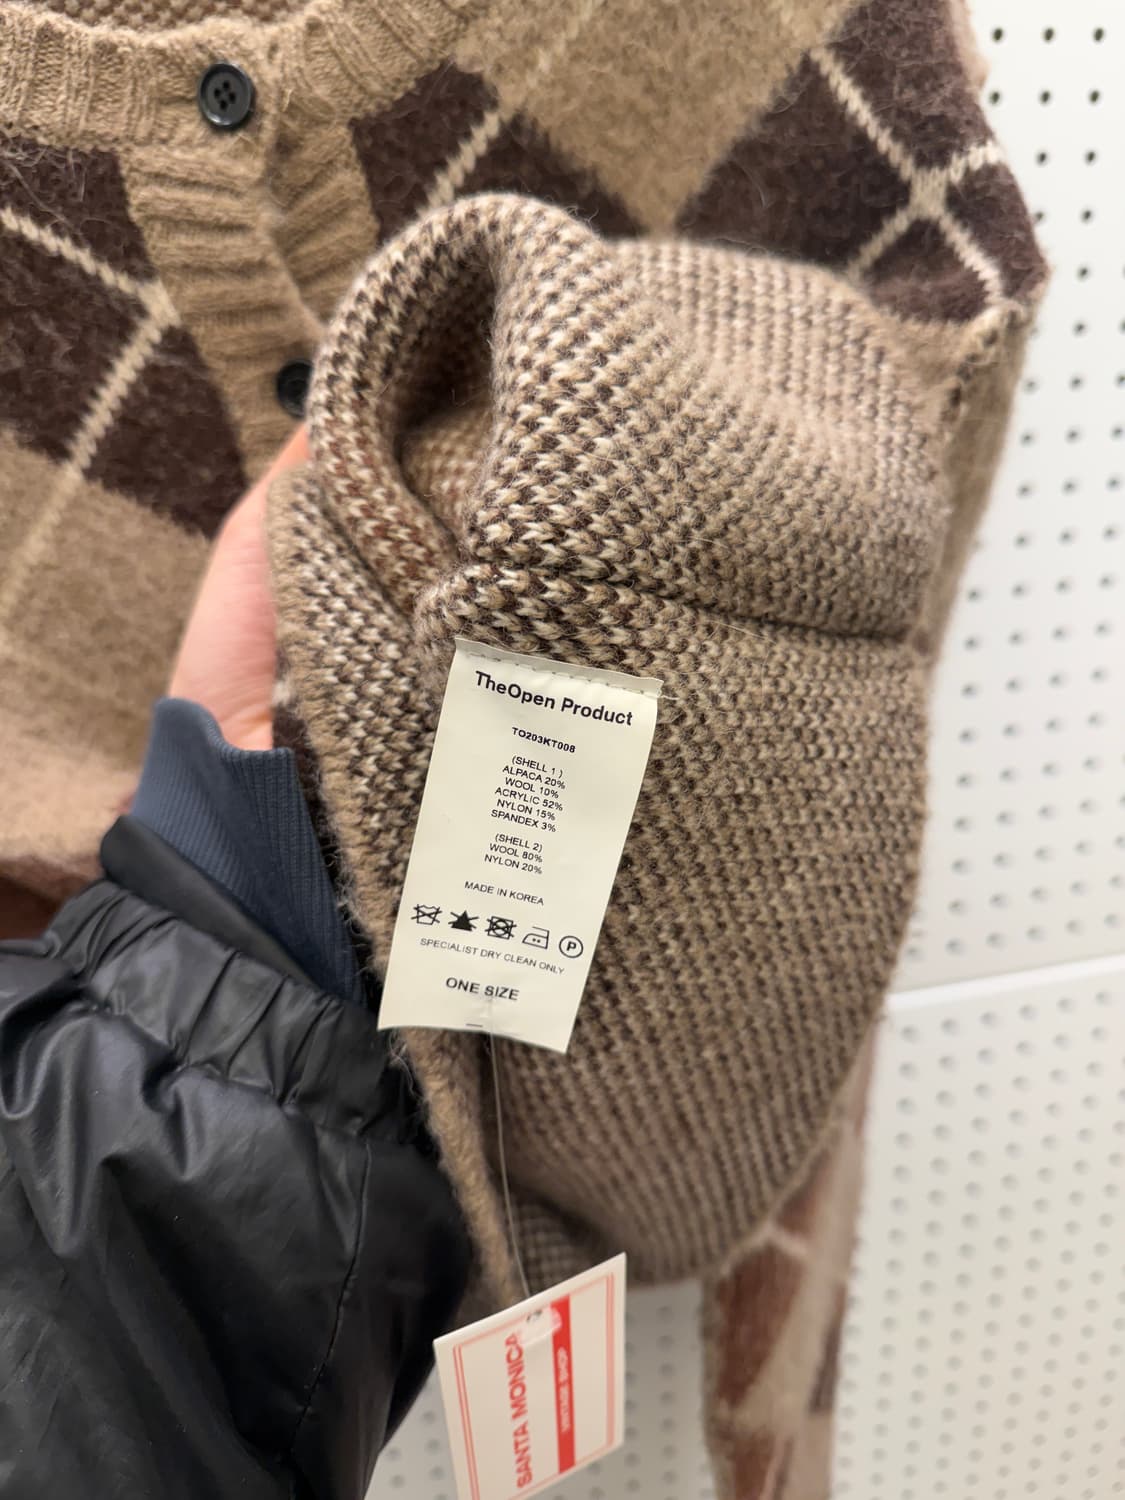 TheOpen Product
TO203KT008
(SHELL 1 )
ALPACA 20%
WOOL 10%
ACRYLIC 52%
NYLON 15%
SPANDEX 3%
(SHELL 2)
WOOL 80%
NYLON 20%
MADE IN KOREA
P
SPECIALIST DRY CLEAN ONLY
ONE SIZE
SANTA MONICA